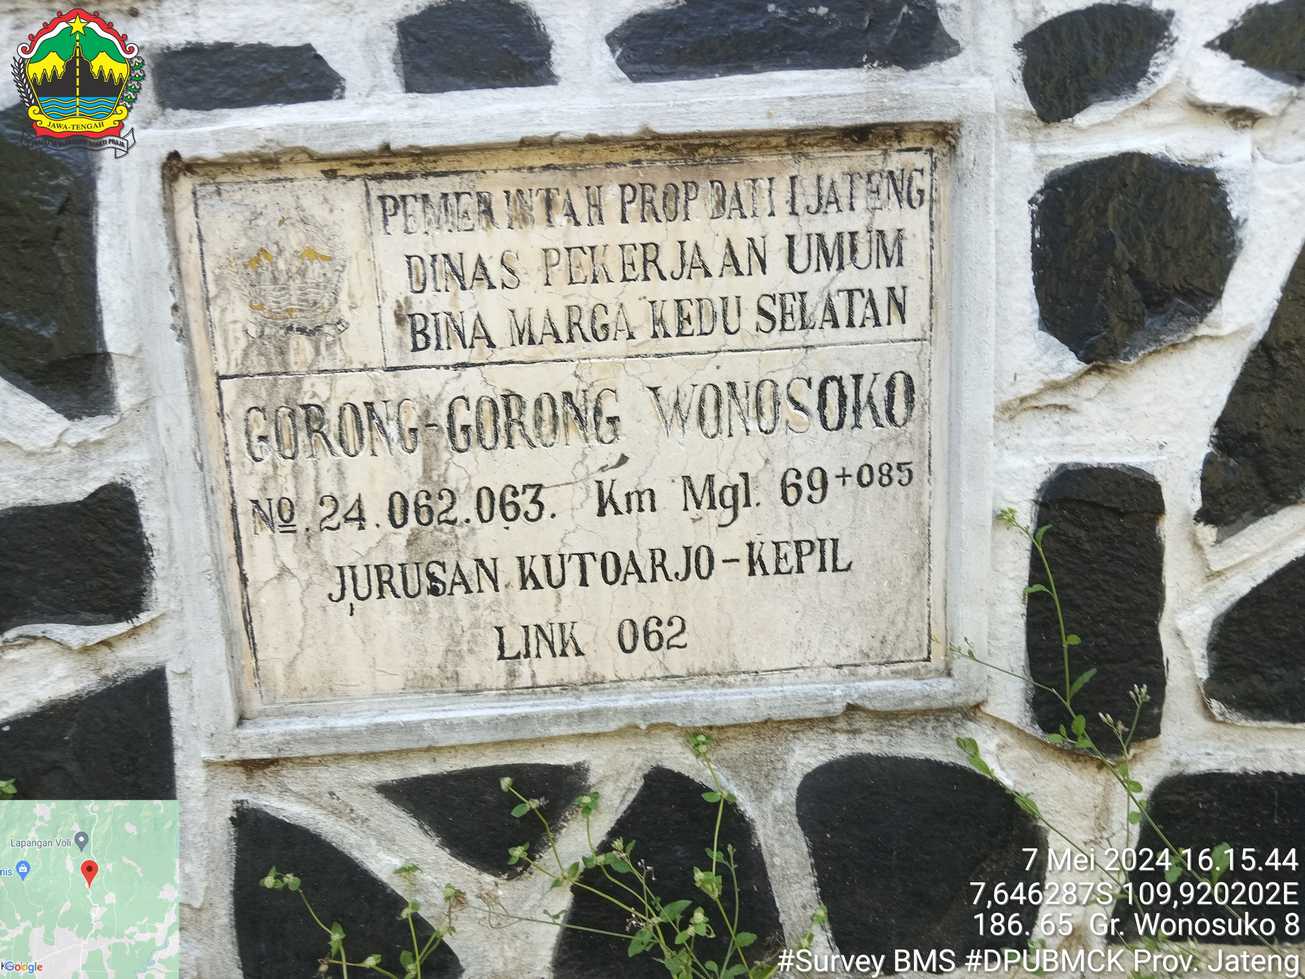 JAWA-TENGAH
PEMERINTAH PROP DATI I JATENG
DINAS PEKERJAAN UMUM
BINA MARGA KEDU SELATAN
GORONG-GORONG WONOSOKO
No. 24.062.063. Km Mgl. 69+085
JURUSAN KUTOARJO-KEPIL
LINK 062
Lapangan Voli
nis
Google
7 Mei 2024 16.15.44
7,646287S 109,920202E
186. 65 Gr. Wonosuko 8
#Survey BMS #DPUBMCK Prov. Jateng